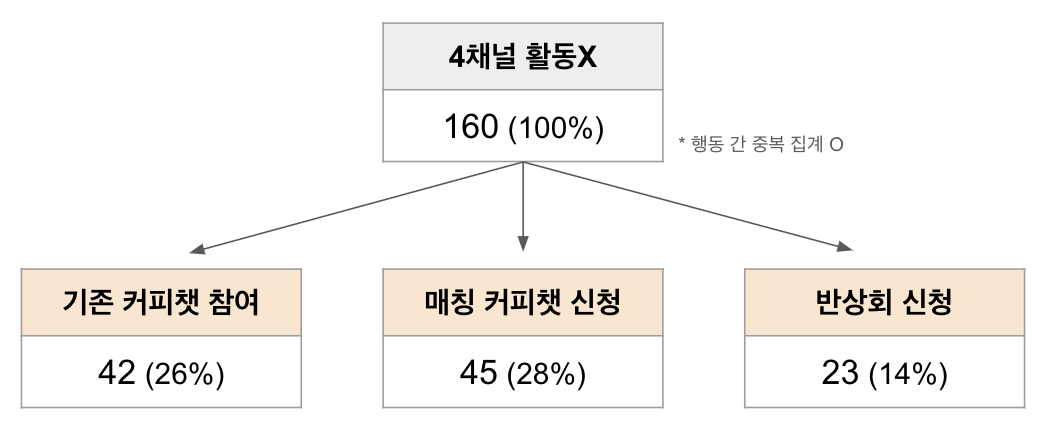 4채널 활동X
160 (100%)
* 행동 간 중복 집계 O
기존 커피챗 참여
42 (26%)
매칭 커피챗 신청
45 (28%)
반상회 신청
23 (14%)